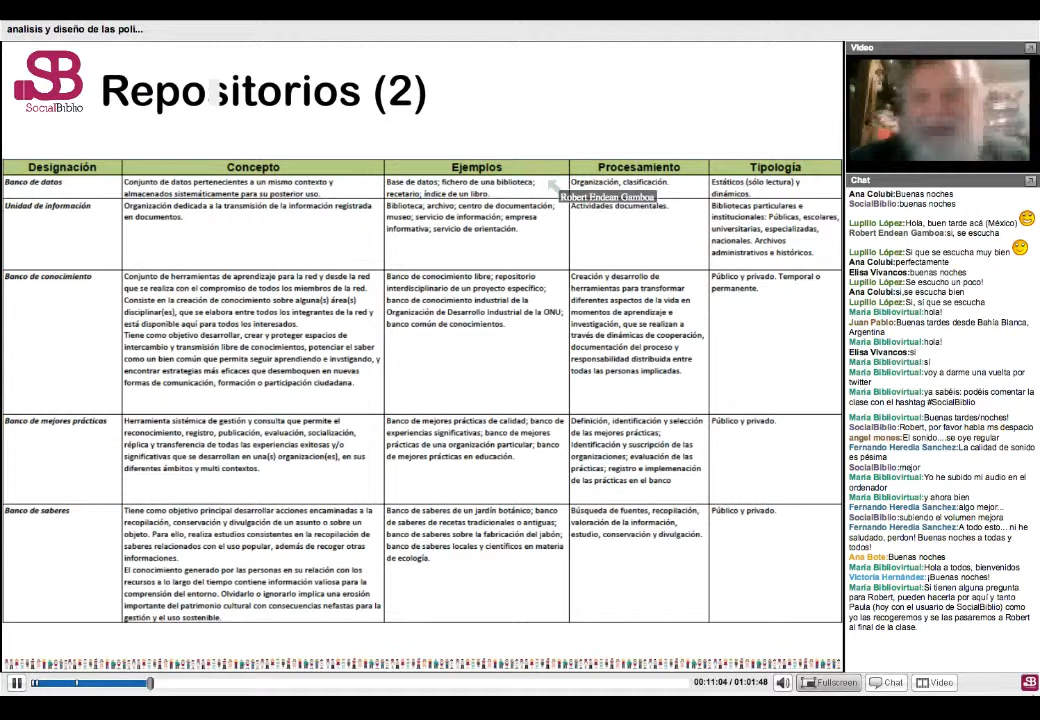 analisis y diseño de las poli...
SB
SocialBiblio
Repositorios (2)
Designación Concepto Ejemplos Procesamiento Tipología
Banco de datos
Conjunto de datos pertenecientes a un mismo contexto y
almacenados sistemáticamente para su posterior uso.
Base de datos; fichero de una biblioteca;
recetario; índice de un libro.
Organización, clasificación.
Estáticos (sólo lectura) y
dinámicos.
Robert Endean Gamboa
Unidad de información
Organización dedicada a la transmisión de la información registrada
en documentos.
Biblioteca; archivo; centro de documentación;
museo; servicio de información; empresa
informativa; servicio de orientación.
Actividades documentales.
Bibliotecas particulares e
institucionales: Públicas, escolares,
universitarias, especializadas,
nacionales. Archivos
administrativos e históricos.
Banco de conocimiento
Conjunto de herramientas de aprendizaje para la red y desde la red
que se realiza con el compromiso de todos los miembros de la red.
Consiste en la creación de conocimiento sobre alguna(s) área(s)
disciplinar(es), que se elabora entre todos los integrantes de la red y
está disponible aquí para todos los interesados.
Tiene como objetivo desarrollar, crear y proteger espacios de
intercambio y transmisión libre de conocimientos, potenciar el saber
como un bien común que permita seguir aprendiendo e invstigando, y
encontrar estrategias más eficaces que desemboquen en nuevas
formas de comunicación, formación o participación ciudadana.
Banco de conocimiento libre; repositorio
interdisciplinario de un proyecto específico;
banco de conocimiento industrial de la
Organización de Desarrollo Industrial de la ONU;
banco común de conocimientos.
Creación y desarrollo de
herramientas para transformar
diferentes aspectos de la vida en
momentos de aprendizaje e
investigación, que se realizan a
través de dinámicas de cooperación,
documentación del proceso y
responsabilidad distribuida entre
todas las personas implicadas.
Público y privado. Temporal o
permanente.
Banco de mejores prácticas
Herramienta sistémica de gestión y consulta que permite el
reconocimiento, registro, publicación, evaluación, socialización,
réplica y transferencia de todas las experiencias exitosas y/o
significativas que se desarrollan en una(s) organizacion(es), en sus
diferentes ámbitos y multi contextos.
Banco de mejores prácticas de calidad; banco de
experiencias significativas; banco de mejores
prácticas de una organización particular; banco
de mejores prácticas en educación.
Definición, identificación y selección
de las mejores prácticas;
identificación y suscripción de las
organizaciones; evaluación de las
prácticas; registro e implemenación
de las prácticas en el banco
Público y privado.
Banco de saberes
Tiene como objetivo principal desarrollar acciones encaminadas a la
recopilación, conservación y divulgación de un asunto o sobre un
objeto. Para ello, realiza estudios consistentes en la recopilación de
saberes relacionados con el uso popular, además de recoger otras
informaciones.
El conocimiento generado por las personas en su relación con los
recursos a lo largo del tiempo contiene información valiosa para la
comprensión del entorno. Olvidarlo o ignorarlo implica una erosión
importante del patrimonio cultural con consecuencias nefastas para la
gestión y el uso sostenible.
Banco de saberes de un jardín botánico; banco
de saberes de recetas tradicionales o antiguas;
banco de saberes sobre la fabricación del jabón;
banco de saberes locales y científicos en materia
de ecología.
Búsqueda de fuentes, recopilación,
valoración de la información,
estudio, conservación y divulgación.
Público y privado.
Video
Chat
Ana Colubi:Buenas noches
SocialBiblio:buenas noches
Lupillo López:Hola, buen tarde acá (México)
Robert Endean Gamboa:si, se escucha
Lupillo López:Si que se escucha muy bien
Ana Colubi:perfectamente
Elisa Vivancos:buenas noches
Lupillo López:Se escucho un poco!
Ana Colubi:si,se escucha bien
Lupillo López:Si, sí que se escucha
María Bibliovirtual:hola!
Juan Pablo:Buenas tardes desde Bahía Blanca,
Argentina
María Bibliovirtual:hola!
Elisa Vivancos:sí
María Bibliovirtual:sí
María Bibliovirtual:voy a darme una vuelta por
twitter
María Bibliovirtual:ya sabéis: podéis comentar la
clase con el hashtag #SocialBiblio
María Bibliovirtual:Buenas tardes/noches!
SocialBiblio:Robert, por favor habla ms despacio
angel mones:El sonido....se oye regular
Fernando Heredia Sanchez:La calidad de sonido
es pésima
SocialBiblio:mejor
María Bibliovirtual:Yo he subido mi audio en el
ordenador
María Bibliovirtual:y ahora bien
Fernando Heredia Sanchez:algo mejor...
SocialBiblio:subiendo el volumen mejora
Fernando Heredia Sanchez:A todo esto... ni he
saludado, perdon! Buenas noches a todas y
todos!
Ana Bote:Buenas noches
María Bibliovirtual:Hola a todos, bienvenidos
Victoria Hernández:¡Buenas noches!
María Bibliovirtual:Si tienen alguna pregunta
para Robert, pueden hacerla por aquí y tanto
Paula (hoy con el usuario de SocialBiblio) como
yo las recogeremos y se las pasaremos a Robert
al final de la clase.
00:11:04 / 01:01:48
Fullscreen
Chat
Video
SB